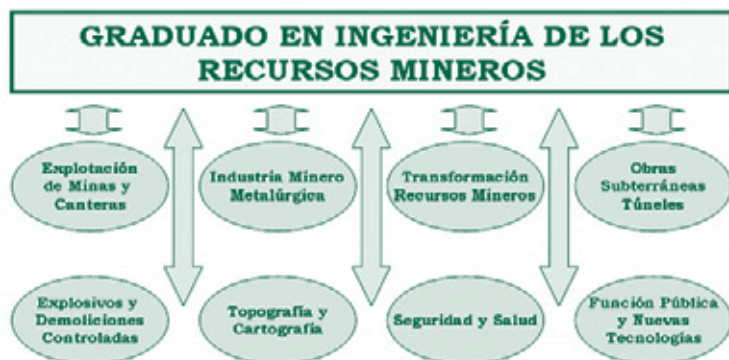 GRADUADO EN INGENIERÍA DE LOS
RECURSOS MINEROS
Explotación
de Minas y
Canteras
Industria Minero
Metalúrgica
Transformación
Recursos Mineros
Obras
Subterráneas
Túneles
Explosivos y
Demoliciones
Controladas
Topografía y
Cartografía
Seguridad y Salud
Función Pública
y Nuevas
Tecnologías